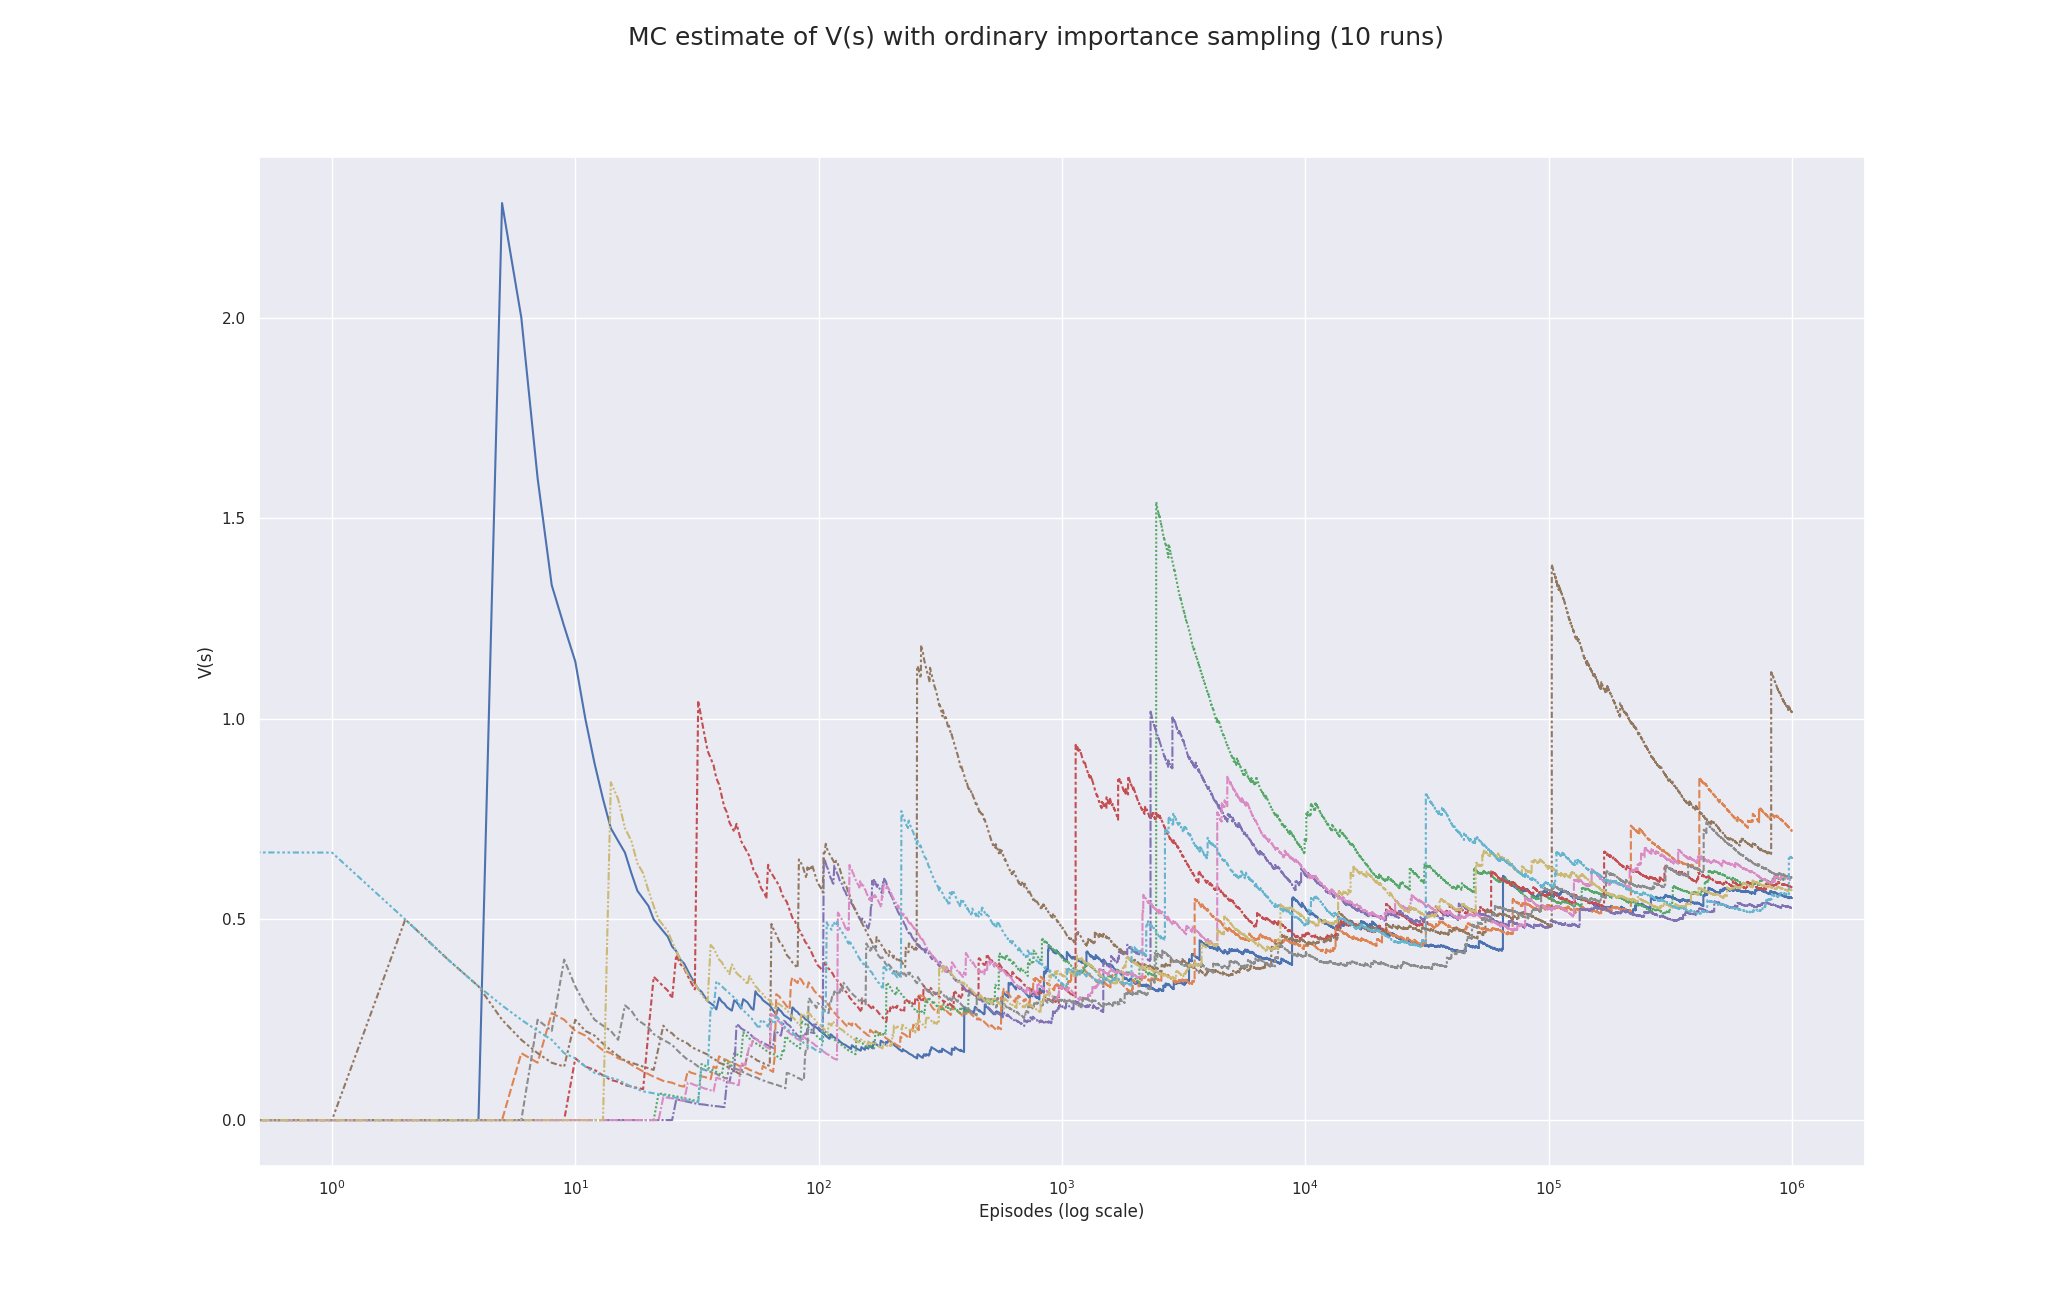 MC estimate of V(s) with ordinary importance sampling (10 runs)
2.0
1.5
1.0
0.5
0.0
V(s)
10⁰ 10¹ 10² 10³ 10⁴ 10⁵ 10⁶
Episodes (log scale)